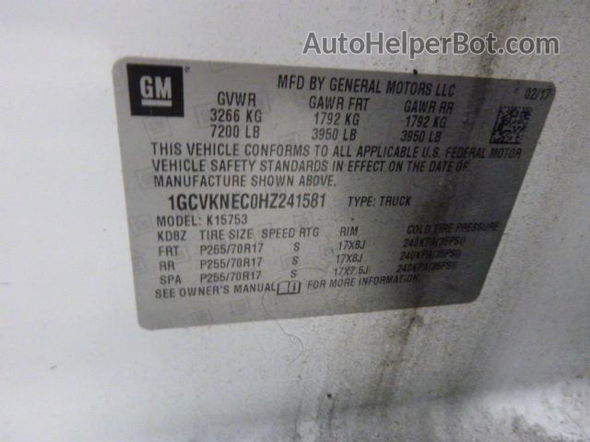 AutoHelperBot.com
GM
MFD BY GENERAL MOTORS LLC
02/17
GVWR GAWR FRT GAWR RR
3266 KG 1792 KG 1792 KG
7200 LB 3950 LB 3950 LB
THIS VEHICLE CONFORMS TO ALL APPLICABLE U.S. FEDERAL MOTOR
VEHICLE SAFETY STANDARDS IN EFFECT ON THE DATE OF
MANUFACTURE SHOWN ABOVE.
1GCVKNEC0HZ241581 TYPE: TRUCK
MODEL: K15753
KDBZ TIRE SIZE SPEED RTG RIM COLD TIRE PRESSURE
FRT P255/70R17 S 17X8J 240KPA(35PSI)
RR P255/70R17 S 17X8J 240KPA(35PSI)
SPA P255/70R17 S 17X7.5J 240KPA(35PSI)
SEE OWNER'S MANUAL FOR MORE INFORMATION.